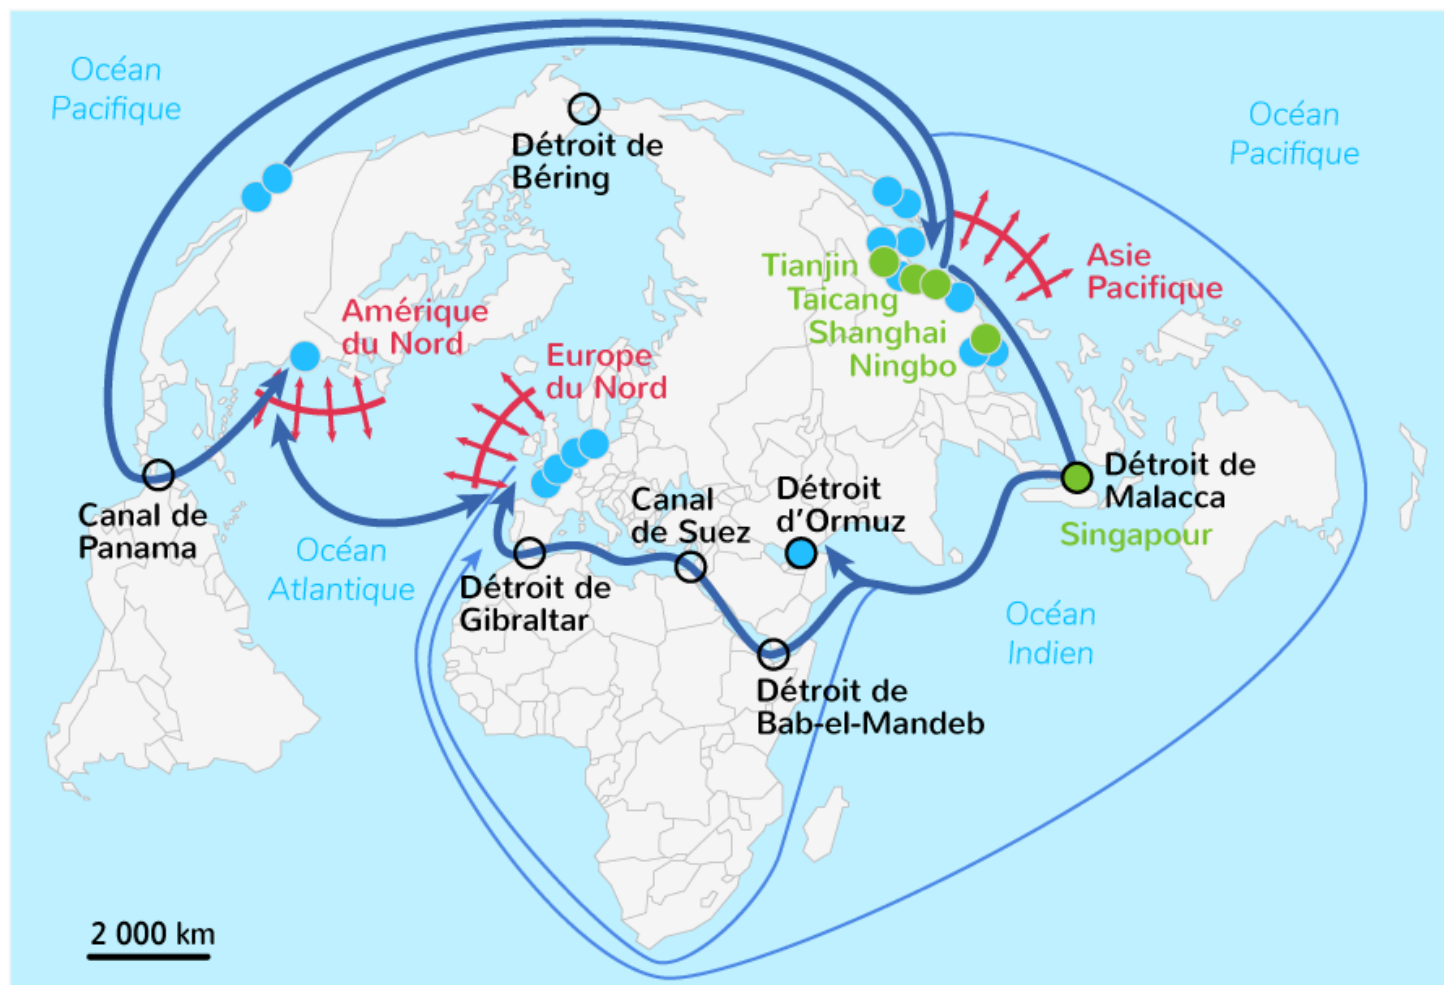 Océan
Pacifique
Océan
Pacifique
Détroit de
Béring
Asie
Pacifique
Tianjin
Taicang
Shanghai
Ningbo
Amérique
du Nord
Europe
du Nord
Détroit de
Malacca
Singapour
Canal
de Suez
Détroit
d'Ormuz
Canal de
Panama
Océan
Atlantique
Détroit de
Gibraltar
Océan
Indien
Détroit de
Bab-el-Mandeb
2 000 km